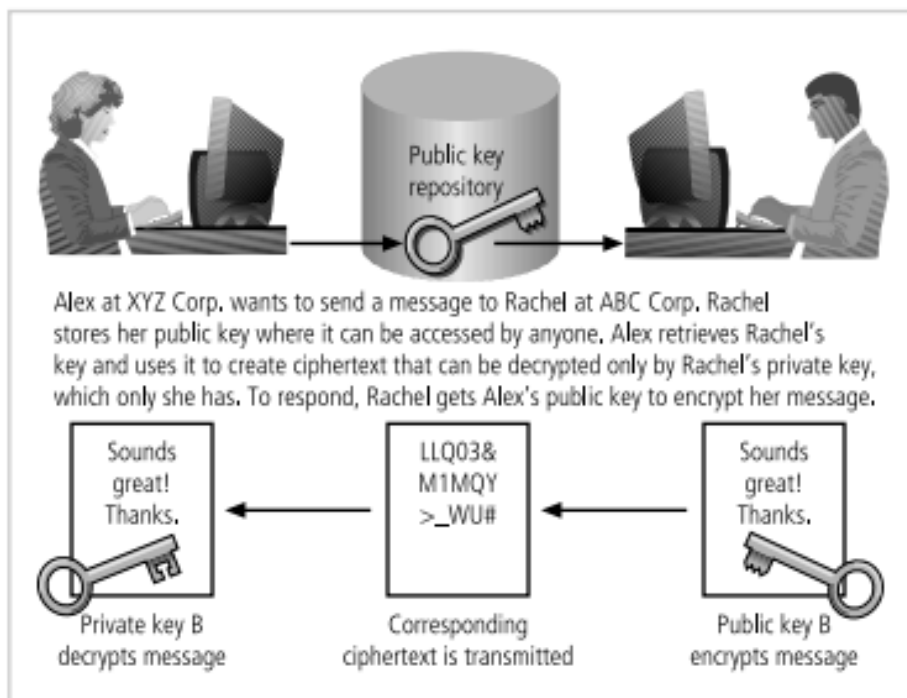 Public key
repository
Alex at XYZ Corp. wants to send a message to Rachel at ABC Corp. Rachel
stores her public key where it can be accessed by anyone. Alex retrieves Rachel's
key and uses it to create ciphertext that can be decrypted only by Rachel's private key,
which only she has. To respond, Rachel gets Alex's public key to encrypt her message.
Sounds
great!
Thanks.
LLQ03&
M1MQY
>_WU#
Sounds
great!
Thanks.
Private key B
decrypts message
Corresponding
ciphertext is transmitted
Public key B
encrypts message